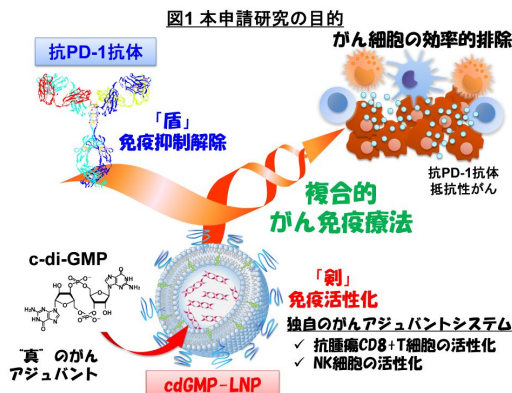 図1 本申請研究の目的
抗PD-1抗体
「盾」
免疫抑制解除
がん細胞の効率的排除
抗PD-1抗体
抵抗性がん
複合的
がん免疫療法
c-di-GMP
"真" のがん
アジュバント
cdGMP-LNP
「剣」
免疫活性化
独自のがんアジュバントシステム
✓ 抗腫瘍CD8+T細胞の活性化
✓ NK細胞の活性化